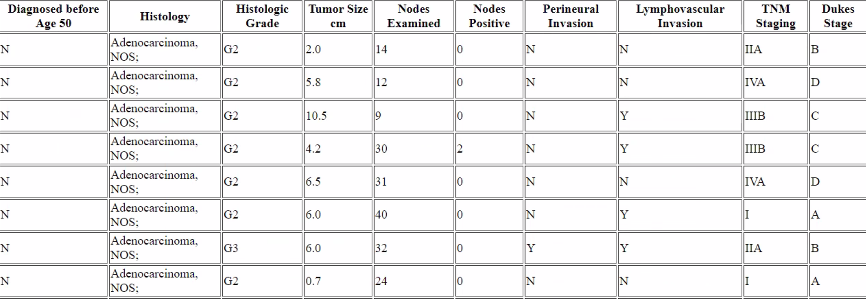 Diagnosed before Age 50 Histology Histologic Grade Tumor Size cm Nodes Examined Nodes Positive Perineural Invasion Lymphovascular Invasion TNM Staging Dukes Stage
N Adenocarcinoma, NOS; G2 2.0 14 0 N N IIA B
N Adenocarcinoma, NOS; G2 5.8 12 0 N N IVA D
N Adenocarcinoma, NOS; G2 10.5 9 0 N Y IIIB C
N Adenocarcinoma, NOS; G2 4.2 30 2 N Y IIIB C
N Adenocarcinoma, NOS; G2 6.5 31 0 N N IVA D
N Adenocarcinoma, NOS; G2 6.0 40 0 N Y I A
N Adenocarcinoma, NOS; G3 6.0 32 0 Y Y IIA B
N Adenocarcinoma, NOS; G2 0.7 24 0 N N I A